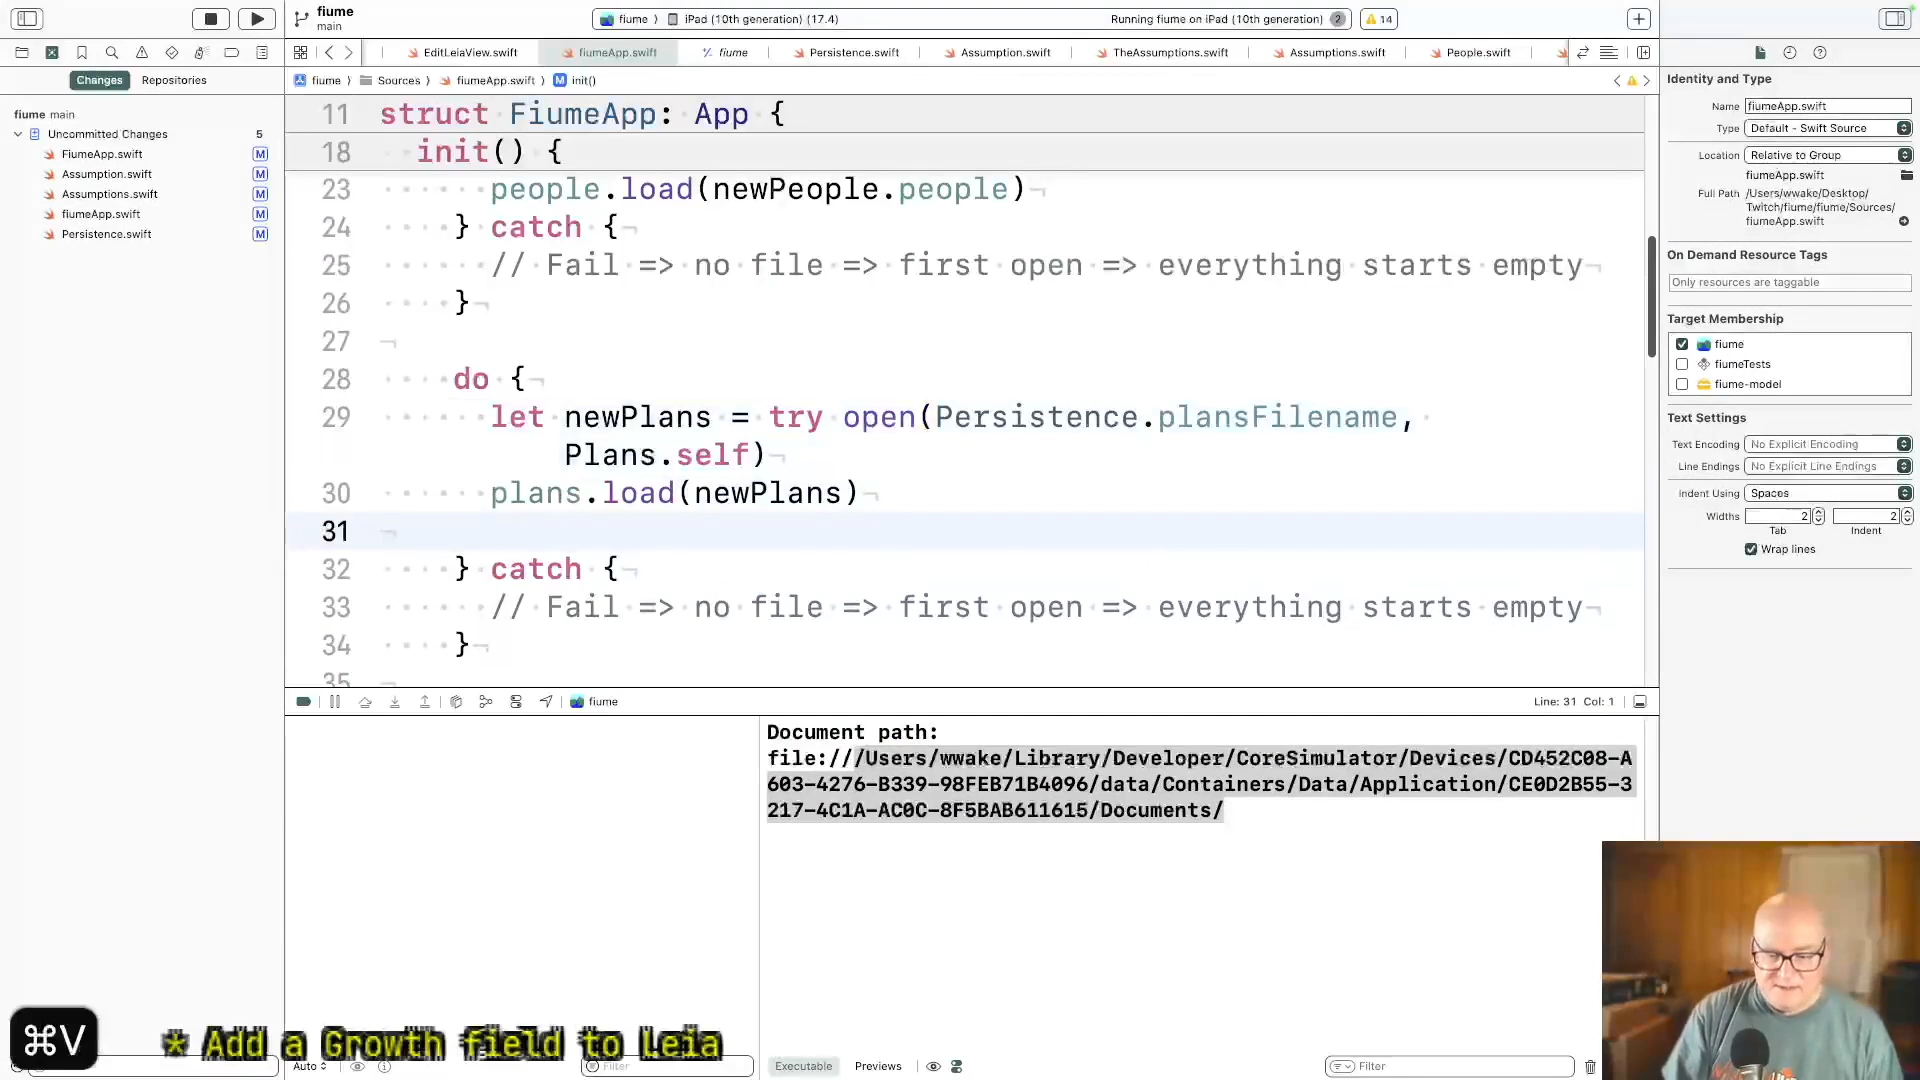 fiume
main
fiume
iPad (10th generation) (17.4)
Running fiume on iPad (10th generation)
2
14
EditLeiaView.swift
fiumeApp.swift
fiume
Persistence.swift
Assumption.swift
TheAssumptions.swift
Assumptions.swift
People.swift
Changes
Repositories
fiume
Sources
fiumeApp.swift
M
init()
fiume main
Uncommitted Changes
5
FiumeApp.swift
M
Assumption.swift
M
Assumptions.swift
M
fiumeApp.swift
M
Persistence.swift
M
11 struct FiumeApp: App {
18 init() {
23 people.load(newPeople.people)
24 } catch {
25 // Fail => no file => first open => everything starts empty
26 }
27
28 do {
29 let newPlans = try open(Persistence.plansFilename,
Plans.self)
30 plans.load(newPlans)
31
32 } catch {
33 // Fail => no file => first open => everything starts empty
34 }
35
fiume
Line: 31 Col: 1
Document path:
file:///Users/wwake/Library/Developer/CoreSimulator/Devices/CD452C08-A
603-4276-B339-98FEB71B4096/data/Containers/Data/Application/CE0D2B55-3
217-4C1A-AC0C-8F5BAB611615/Documents/
Auto
Filter
Executable
Previews
Filter
Identity and Type
Name fiumeApp.swift
Type Default - Swift Source
Location Relative to Group
fiumeApp.swift
Full Path /Users/wwake/Desktop/
Twitch/fiume/fiume/Sources/
fiumeApp.swift
On Demand Resource Tags
Only resources are taggable
Target Membership
fiume
fiumeTests
fiume-model
Text Settings
Text Encoding No Explicit Encoding
Line Endings No Explicit Line Endings
Indent Using Spaces
Widths 2 2
Tab Indent
Wrap lines
⌘V
* Add a Growth field to Leia